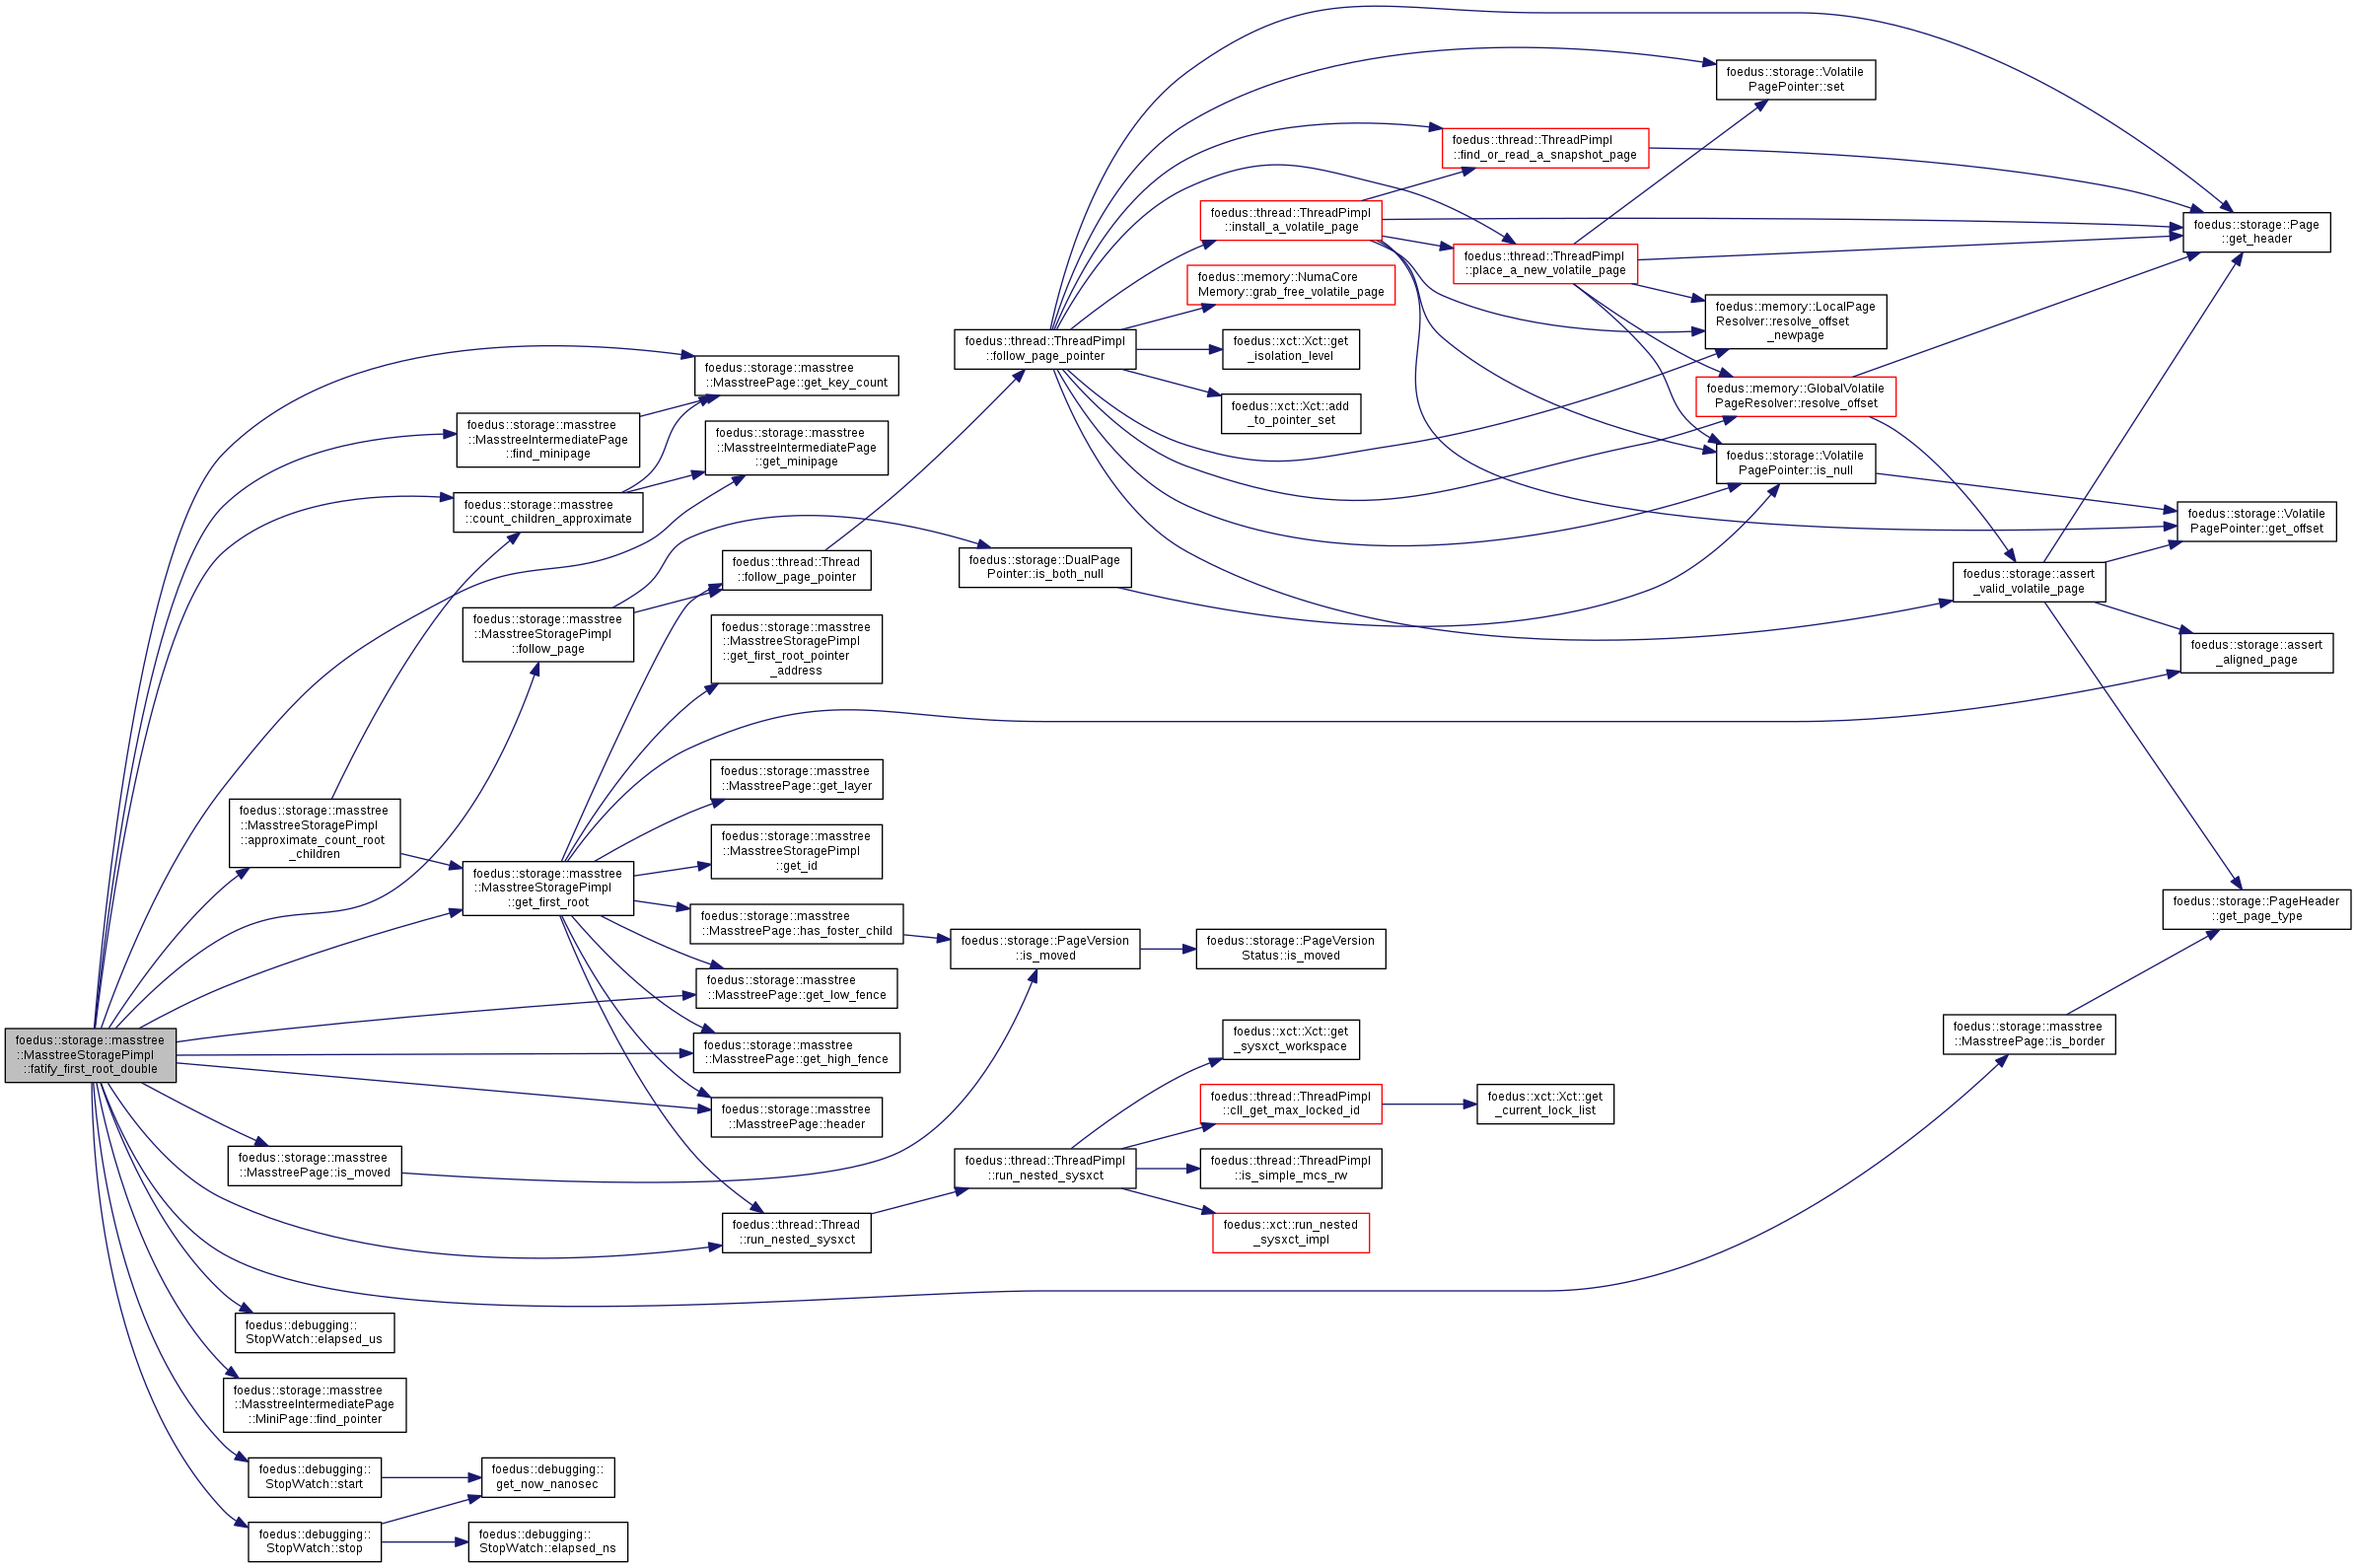 foedus::storage::masstree
::MasstreeStoragePimpl
::fatify_first_root_double
foedus::storage::masstree
::MasstreePage::get_key_count
foedus::storage::masstree
::MasstreeIntermediatePage
::find_minipage
foedus::storage::masstree
::MasstreeIntermediatePage
::get_minipage
foedus::storage::masstree
::count_children_approximate
foedus::thread::Thread
::follow_page_pointer
foedus::storage::masstree
::MasstreeStoragePimpl
::follow_page
foedus::storage::masstree
::MasstreeStoragePimpl
::get_first_root_pointer
_address
foedus::storage::masstree
::MasstreePage::get_layer
foedus::storage::masstree
::MasstreeStoragePimpl
::approximate_count_root
_children
foedus::storage::masstree
::MasstreeStoragePimpl
::get_first_root
foedus::storage::masstree
::MasstreeStoragePimpl
::get_id
foedus::storage::masstree
::MasstreePage::has_foster_child
foedus::storage::masstree
::MasstreePage::get_low_fence
foedus::storage::masstree
::MasstreePage::get_high_fence
foedus::storage::masstree
::MasstreePage::header
foedus::storage::masstree
::MasstreePage::is_moved
foedus::thread::Thread
::run_nested_sysxct
foedus::debugging::
StopWatch::elapsed_us
foedus::storage::masstree
::MasstreeIntermediatePage
::MiniPage::find_pointer
foedus::debugging::
StopWatch::start
foedus::debugging::
get_now_nanosec
foedus::debugging::
StopWatch::stop
foedus::debugging::
StopWatch::elapsed_ns
foedus::thread::ThreadPimpl
::follow_page_pointer
foedus::storage::DualPage
Pointer::is_both_null
foedus::storage::PageVersion
::is_moved
foedus::storage::PageVersion
Status::is_moved
foedus::thread::ThreadPimpl
::run_nested_sysxct
foedus::xct::Xct::get
_sysxct_workspace
foedus::thread::ThreadPimpl
::cll_get_max_locked_id
foedus::xct::Xct::get
_current_lock_list
foedus::thread::ThreadPimpl
::is_simple_mcs_rw
foedus::xct::run_nested
_sysxct_impl
foedus::storage::Volatile
PagePointer::set
foedus::thread::ThreadPimpl
::find_or_read_a_snapshot_page
foedus::thread::ThreadPimpl
::install_a_volatile_page
foedus::thread::ThreadPimpl
::place_a_new_volatile_page
foedus::memory::NumaCore
Memory::grab_free_volatile_page
foedus::xct::Xct::get
_isolation_level
foedus::xct::Xct::add
_to_pointer_set
foedus::memory::LocalPage
Resolver::resolve_offset
_newpage
foedus::memory::GlobalVolatile
PageResolver::resolve_offset
foedus::storage::Volatile
PagePointer::is_null
foedus::storage::Page
::get_header
foedus::storage::Volatile
PagePointer::get_offset
foedus::storage::assert
_valid_volatile_page
foedus::storage::assert
_aligned_page
foedus::storage::PageHeader
::get_page_type
foedus::storage::masstree
::MasstreePage::is_border